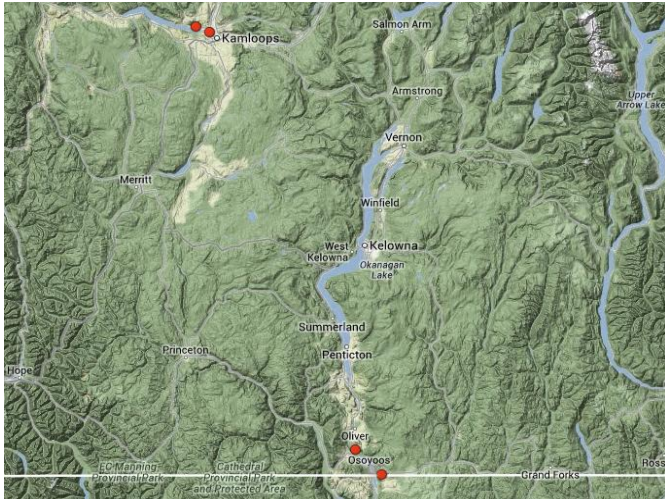 Salmon Arm
Kamloops
Armstrong
Upper
Arrow Lake
Vernon
Merritt
Winfield
West
Kelowna
Kelowna
Okanagan
Lake
Summerland
Princeton
Penticton
Hope
Oliver
Osoyoos
EC Manning
Provincial Park
Cathedral
Provincial Park
and Protected Area
Grand Forks
Ross